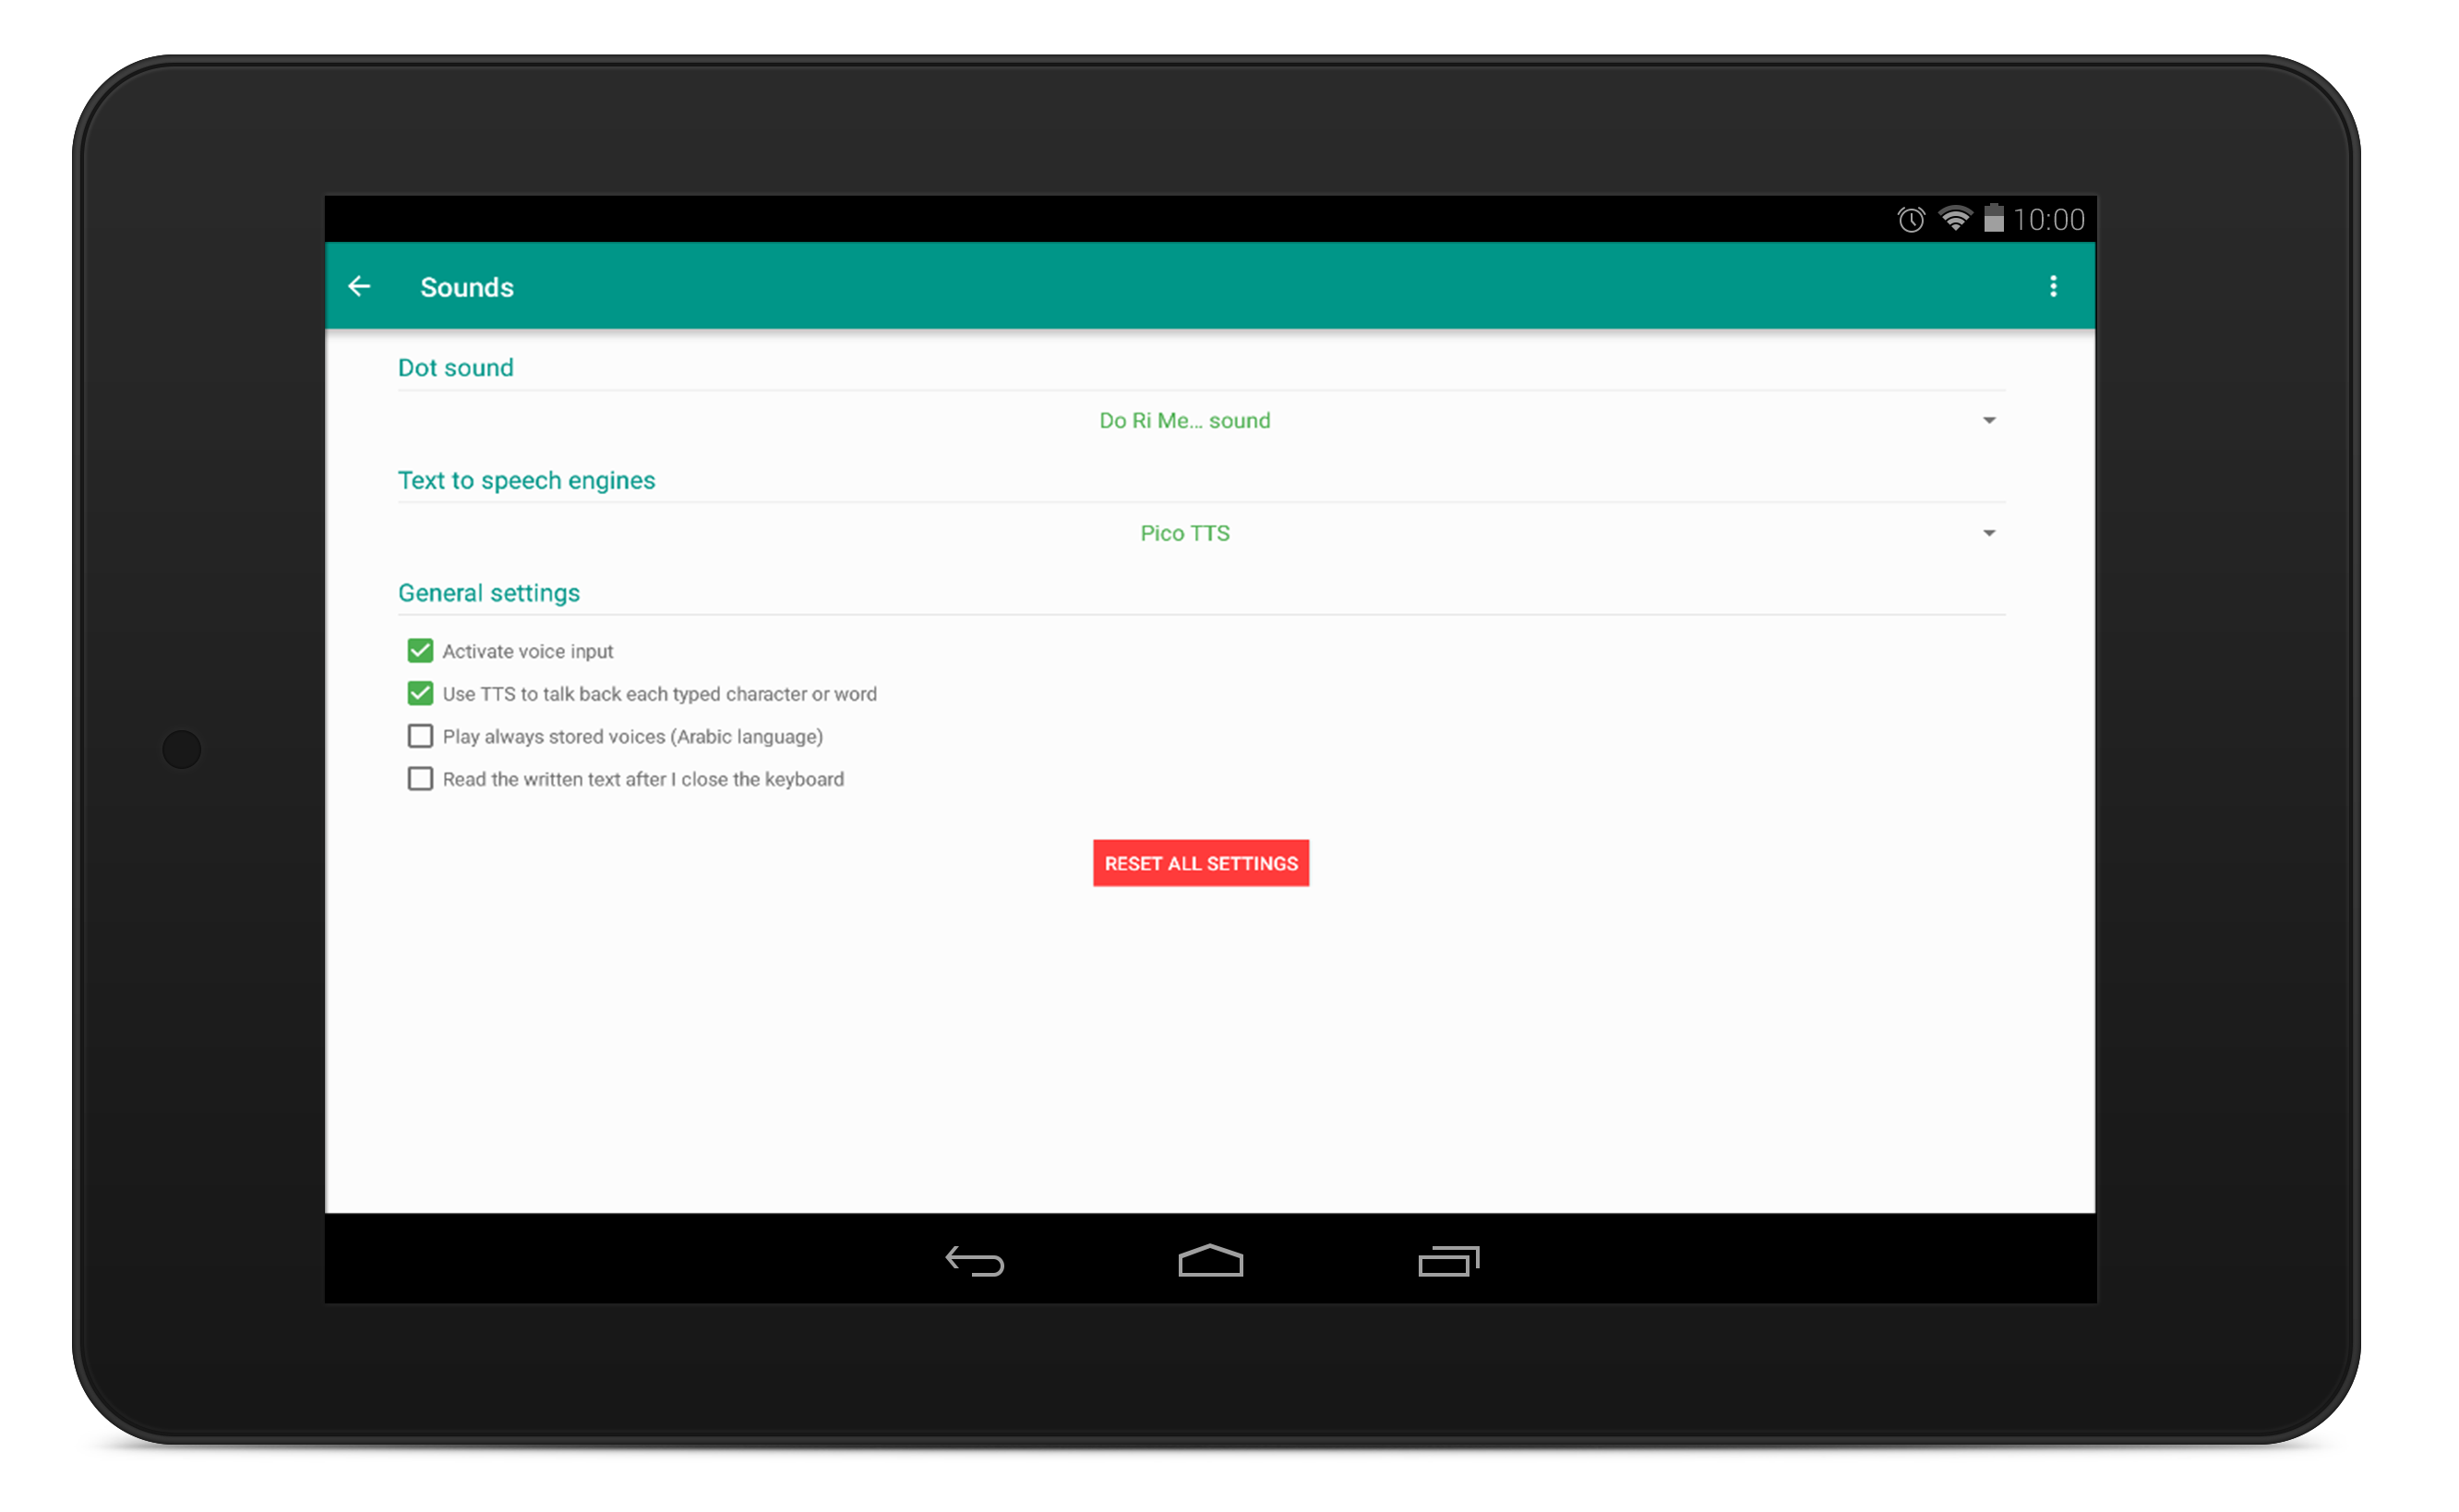 10:00
Sounds
Dot sound
Do Ri Me... sound
Text to speech engines
Pico TTS
General settings
Activate voice input
Use TTS to talk back each typed character or word
Play always stored voices (Arabic language)
Read the written text after I close the keyboard
RESET ALL SETTINGS